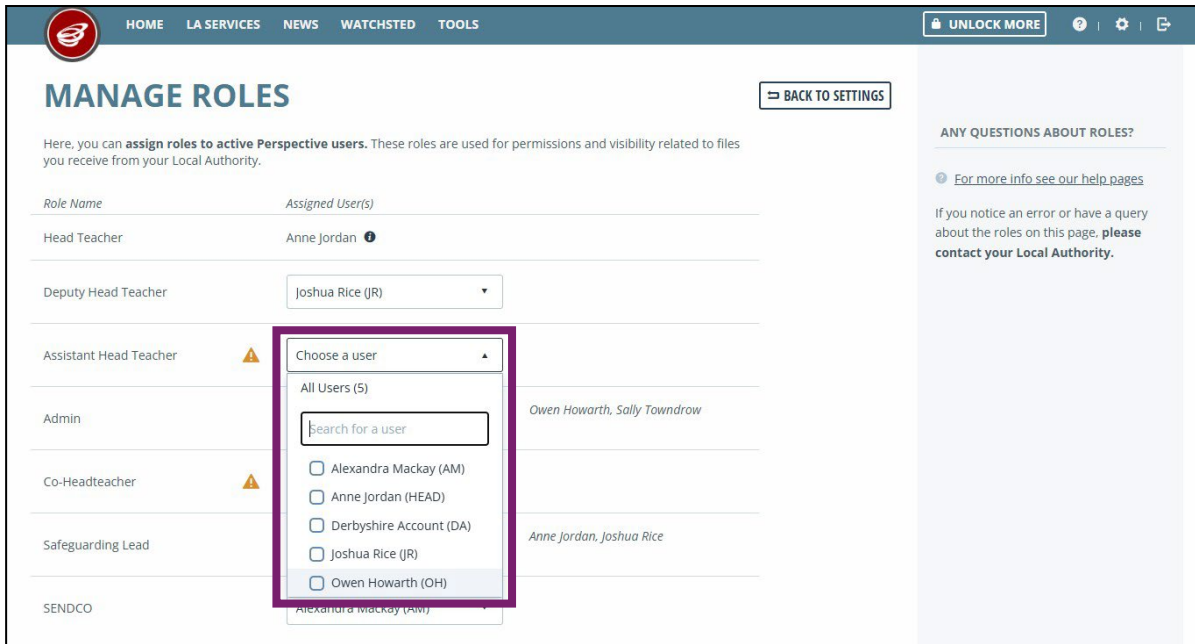 HOME LA SERVICES NEWS WATCHSTED TOOLS UNLOCK MORE
MANAGE ROLES
BACK TO SETTINGS
Here, you can assign roles to active Perspective users. These roles are used for permissions and visibility related to files
you receive from your Local Authority.
Role Name Assigned User(s)
Head Teacher Anne Jordan
Deputy Head Teacher Joshua Rice (JR)
Assistant Head Teacher Choose a user
All Users (5)
Search for a user
Alexandra Mackay (AM)
Anne Jordan (HEAD)
Derbyshire Account (DA)
Joshua Rice (JR)
Owen Howarth (OH)
Admin Owen Howarth, Sally Towndrow
Co-Headteacher
Safeguarding Lead Anne Jordan, Joshua Rice
SENDCO Alexandra Mackay (AM)
ANY QUESTIONS ABOUT ROLES?
For more info see our help pages
If you notice an error or have a query
about the roles on this page, please
contact your Local Authority.